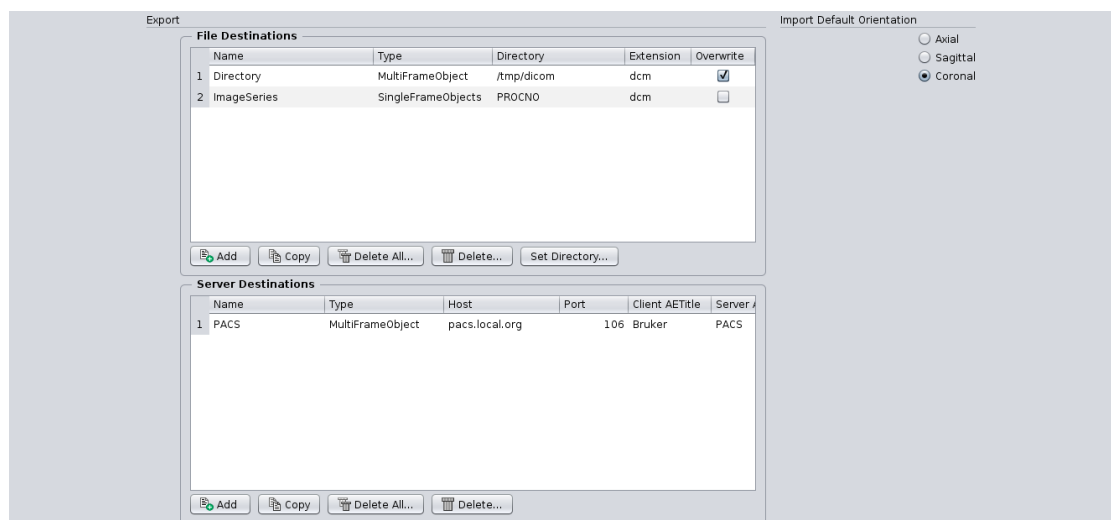 Export
Import Default Orientation
File Destinations
Axial
Sagittal
Coronal
Name Type Directory Extension Overwrite
1 Directory MultiFrameObject /tmp/dicom dcm
2 ImageSeries SingleFrameObjects PROCNO dcm
Add Copy Delete All... Delete... Set Directory...
Server Destinations
Name Type Host Port Client AETitle Server A
1 PACS MultiFrameObject pacs.local.org 106 Bruker PACS
Add Copy Delete All... Delete...